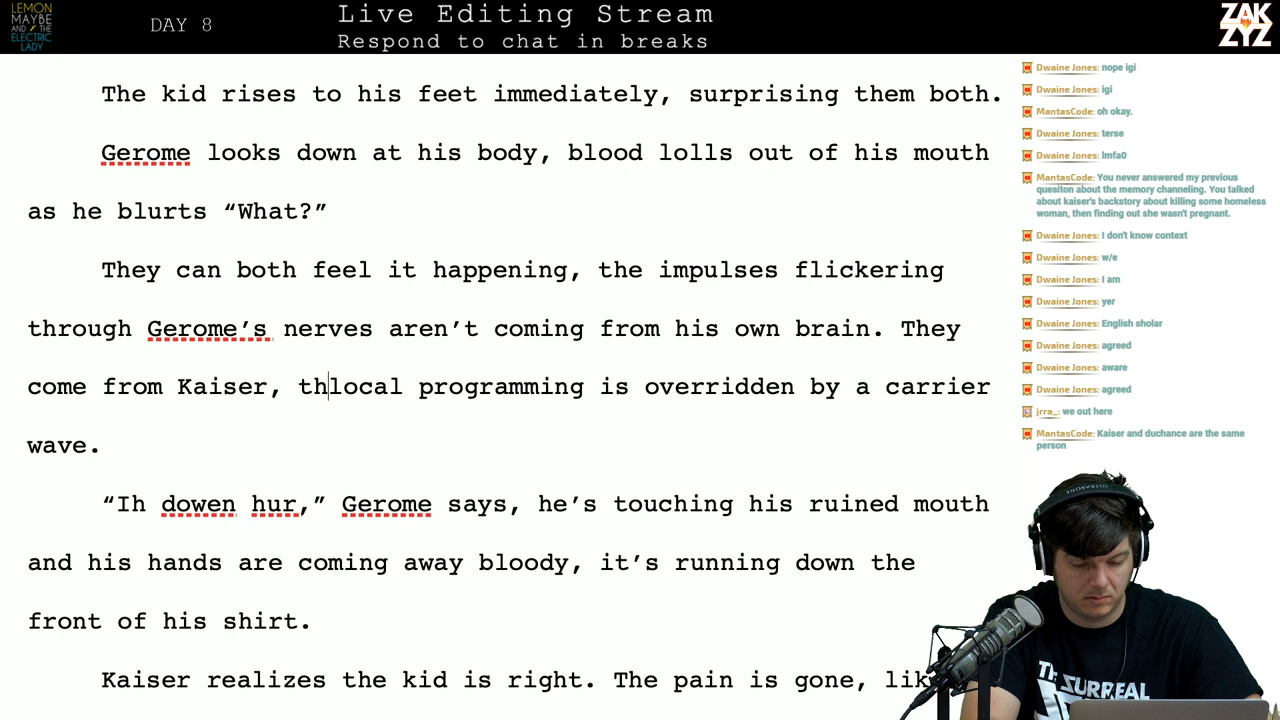 LEMON
MAYBE
AND THE
ELECTRIC
LADY
DAY 8
Live Editing Stream
Respond to chat in breaks
ZAK
ZYZ
The kid rises to his feet immediately, surprising them both.
Gerome looks down at his body, blood lolls out of his mouth
as he blurts “What?”
They can both feel it happening, the impulses flickering
through Gerome’s nerves aren’t coming from his own brain. They
come from Kaiser, thlocal programming is overridden by a carrier
wave.
“Ih dowen hur,” Gerome says, he’s touching his ruined mouth
and his hands are coming away bloody, it’s running down the
front of his shirt.
Kaiser realizes the kid is right. The pain is gone, lik
Dwaine Jones: nope igi
Dwaine Jones: igi
MantasCode: oh okay.
Dwaine Jones: terse
Dwaine Jones: lmfa0
MantasCode: You never answered my previous
quesiton about the memory channeling. You talked
about kaiser's backstory about killing some homeless
woman, then finding out she wasn't pregnant.
Dwaine Jones: I don't know context
Dwaine Jones: w/e
Dwaine Jones: I am
Dwaine Jones: yer
Dwaine Jones: English sholar
Dwaine Jones: agreed
Dwaine Jones: aware
Dwaine Jones: agreed
jrra_: we out here
MantasCode: Kaiser and duchance are the same
person
ULTRASONE
THE SURREAL